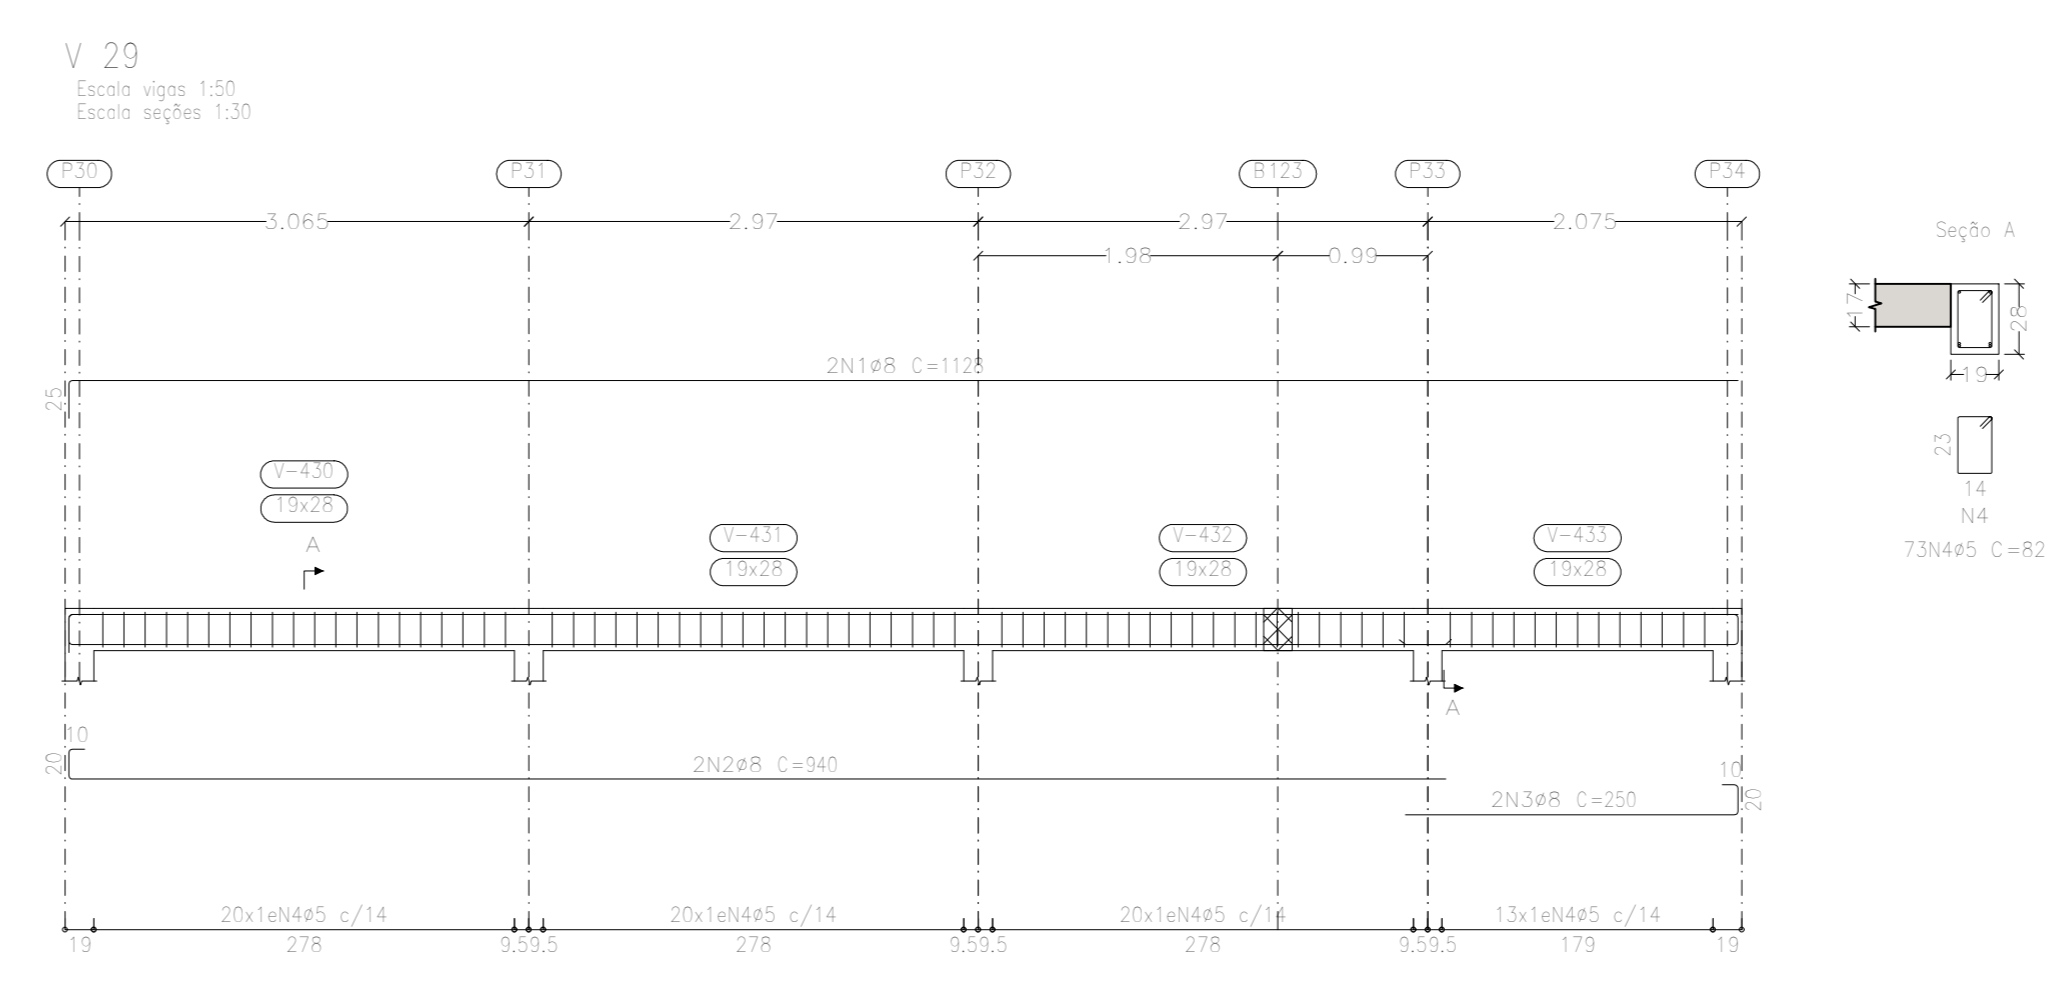 V 29
Escala vigas 1:50
Escala seções 1:30
P30 P31 P32 B123 P33 P34
3.065 2.97 2.97 2.075
1.98 0.99
2N1ø8 C=1128
25
V-430
19x28
A
V-431 V-432 V-433
19x28 19x28 19x28
A
10
20
2N2ø8 C=940
10
20
2N3ø8 C=250
20x1eN4ø5 c/14 20x1eN4ø5 c/14 20x1eN4ø5 c/14 13x1eN4ø5 c/14
19 278 9.59.5 278 9.59.5 278 9.59.5 179 19
Seção A
17
28
19
23
14
N4
73N4ø5 C=82